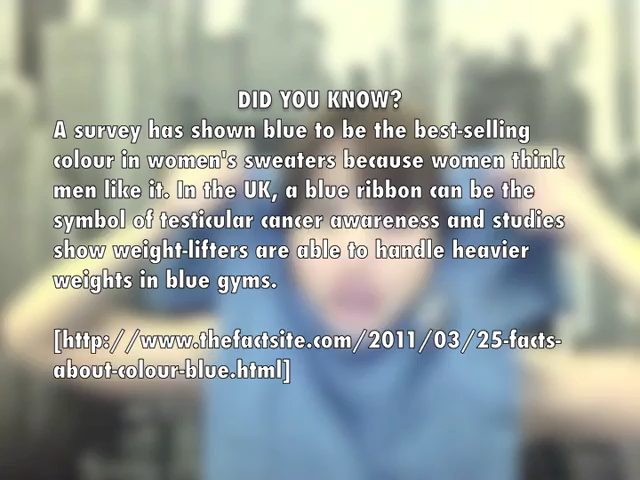 DID YOU KNOW?
A survey has shown blue to be the best-selling
colour in women's sweaters because women think
men like it. In the UK, a blue ribbon can be the
symbol of testicular cancer awareness and studies
show weight-lifters are able to handle heavier
weights in blue gyms.
[http://www.thefactsite.com/2011/03/25-facts-
about-colour-blue.html]